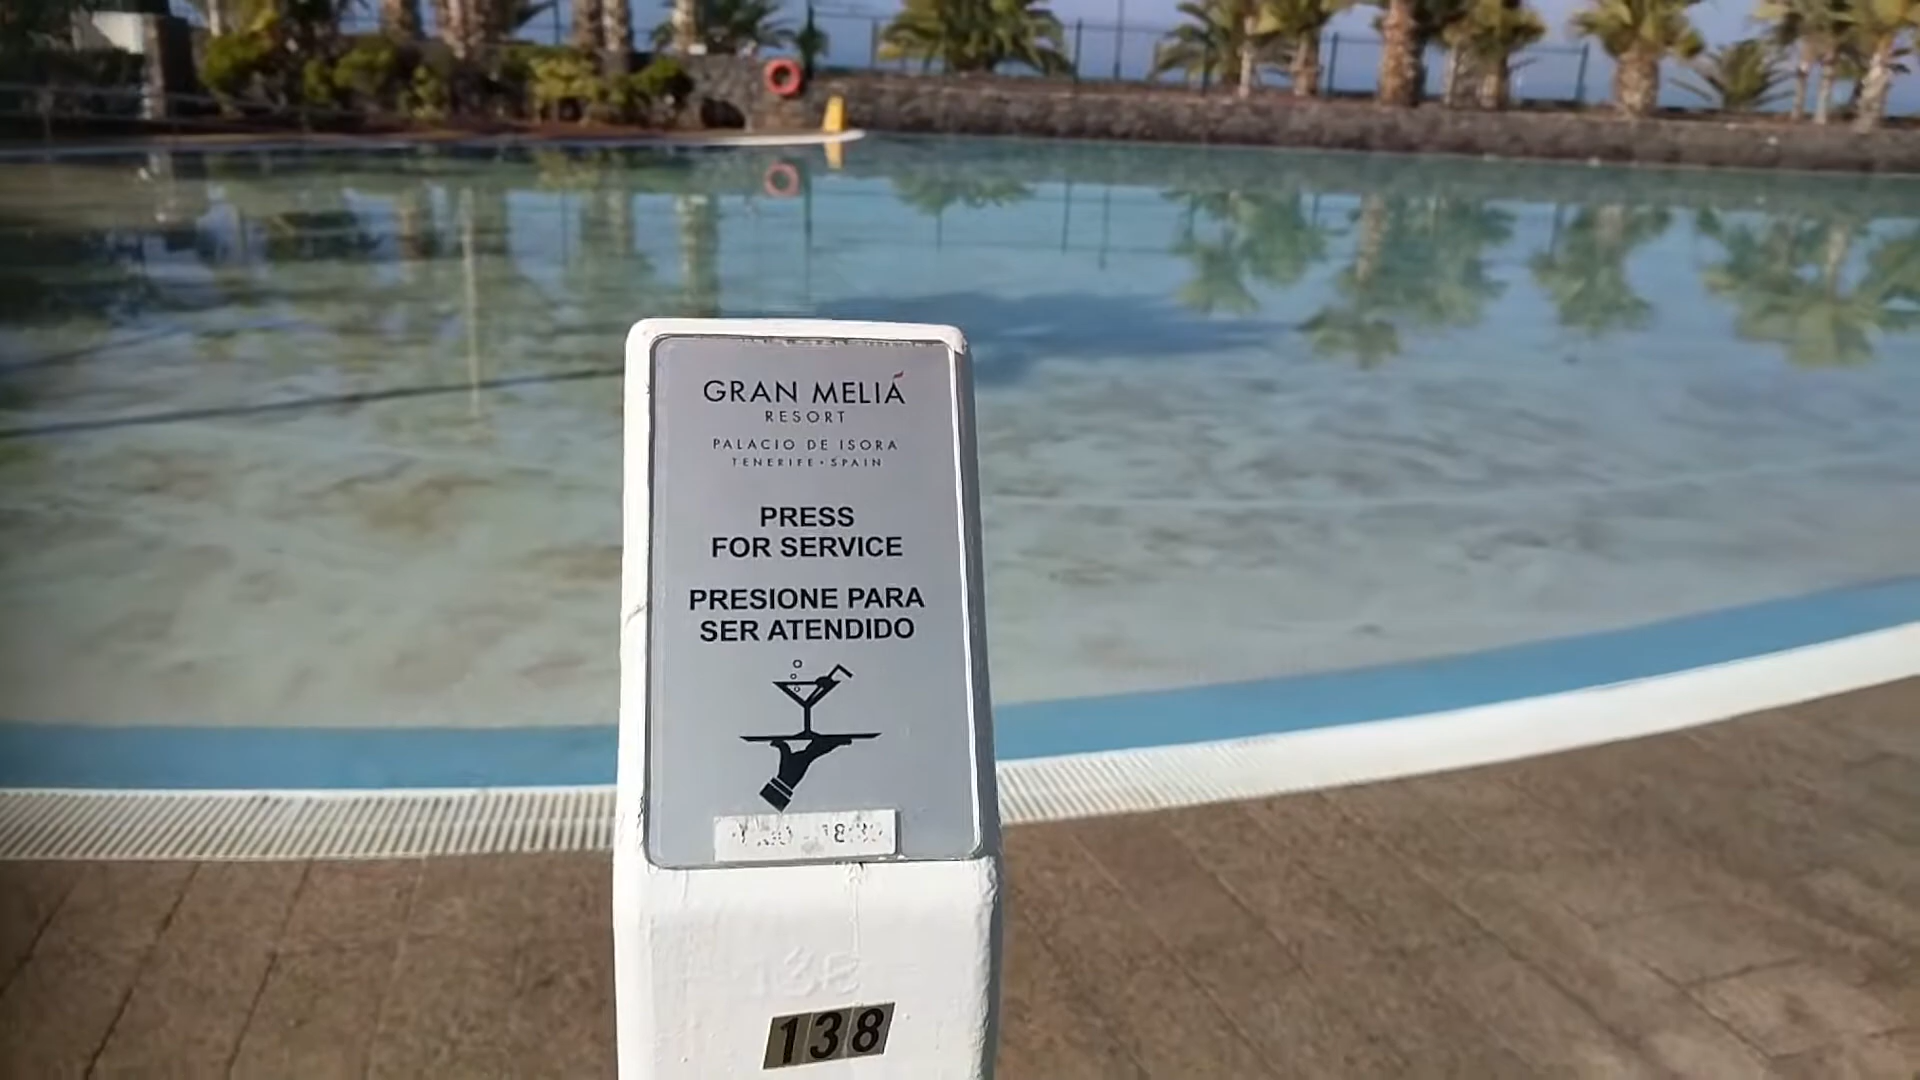 GRAN MELIÁ
RESORT
PALACIO DE ISORA
TENERIFE • SPAIN
PRESS
FOR SERVICE
PRESIONE PARA
SER ATENDIDO
138